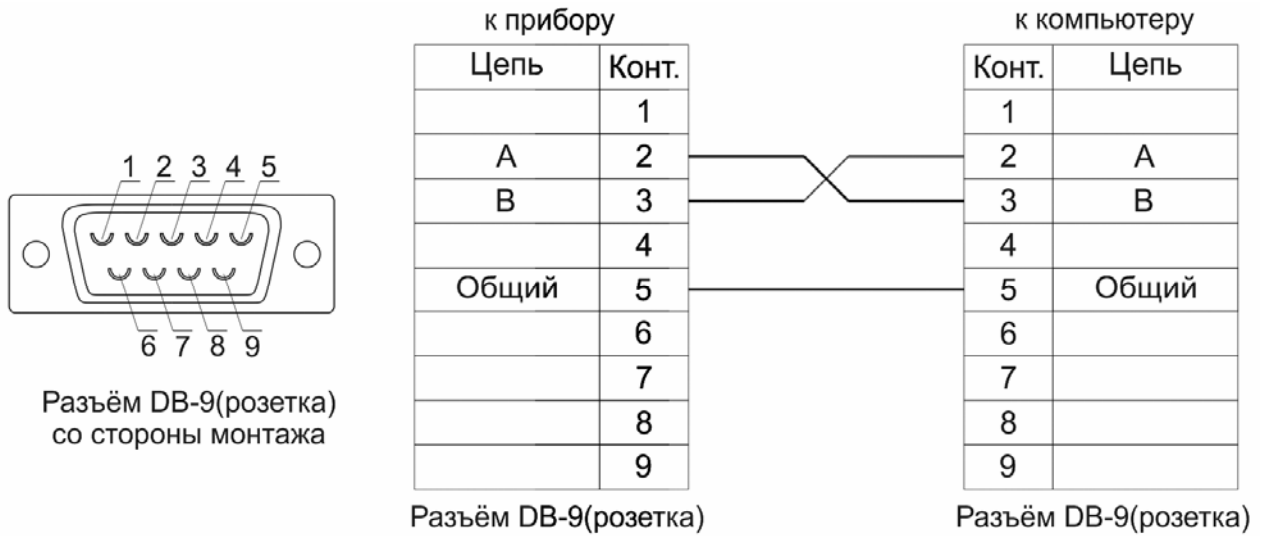 к прибору
к компьютеру
Цепь Конт.
Конт. Цепь
1
1
А 2
2 А
В 3
3 В
4
4
Общий 5
5 Общий
6
6
7
7
8
8
9
9
1 2 3 4 5
6 7 8 9
Разъём DB-9(розетка)
со стороны монтажа
Разъём DB-9(розетка)
Разъём DB-9(розетка)